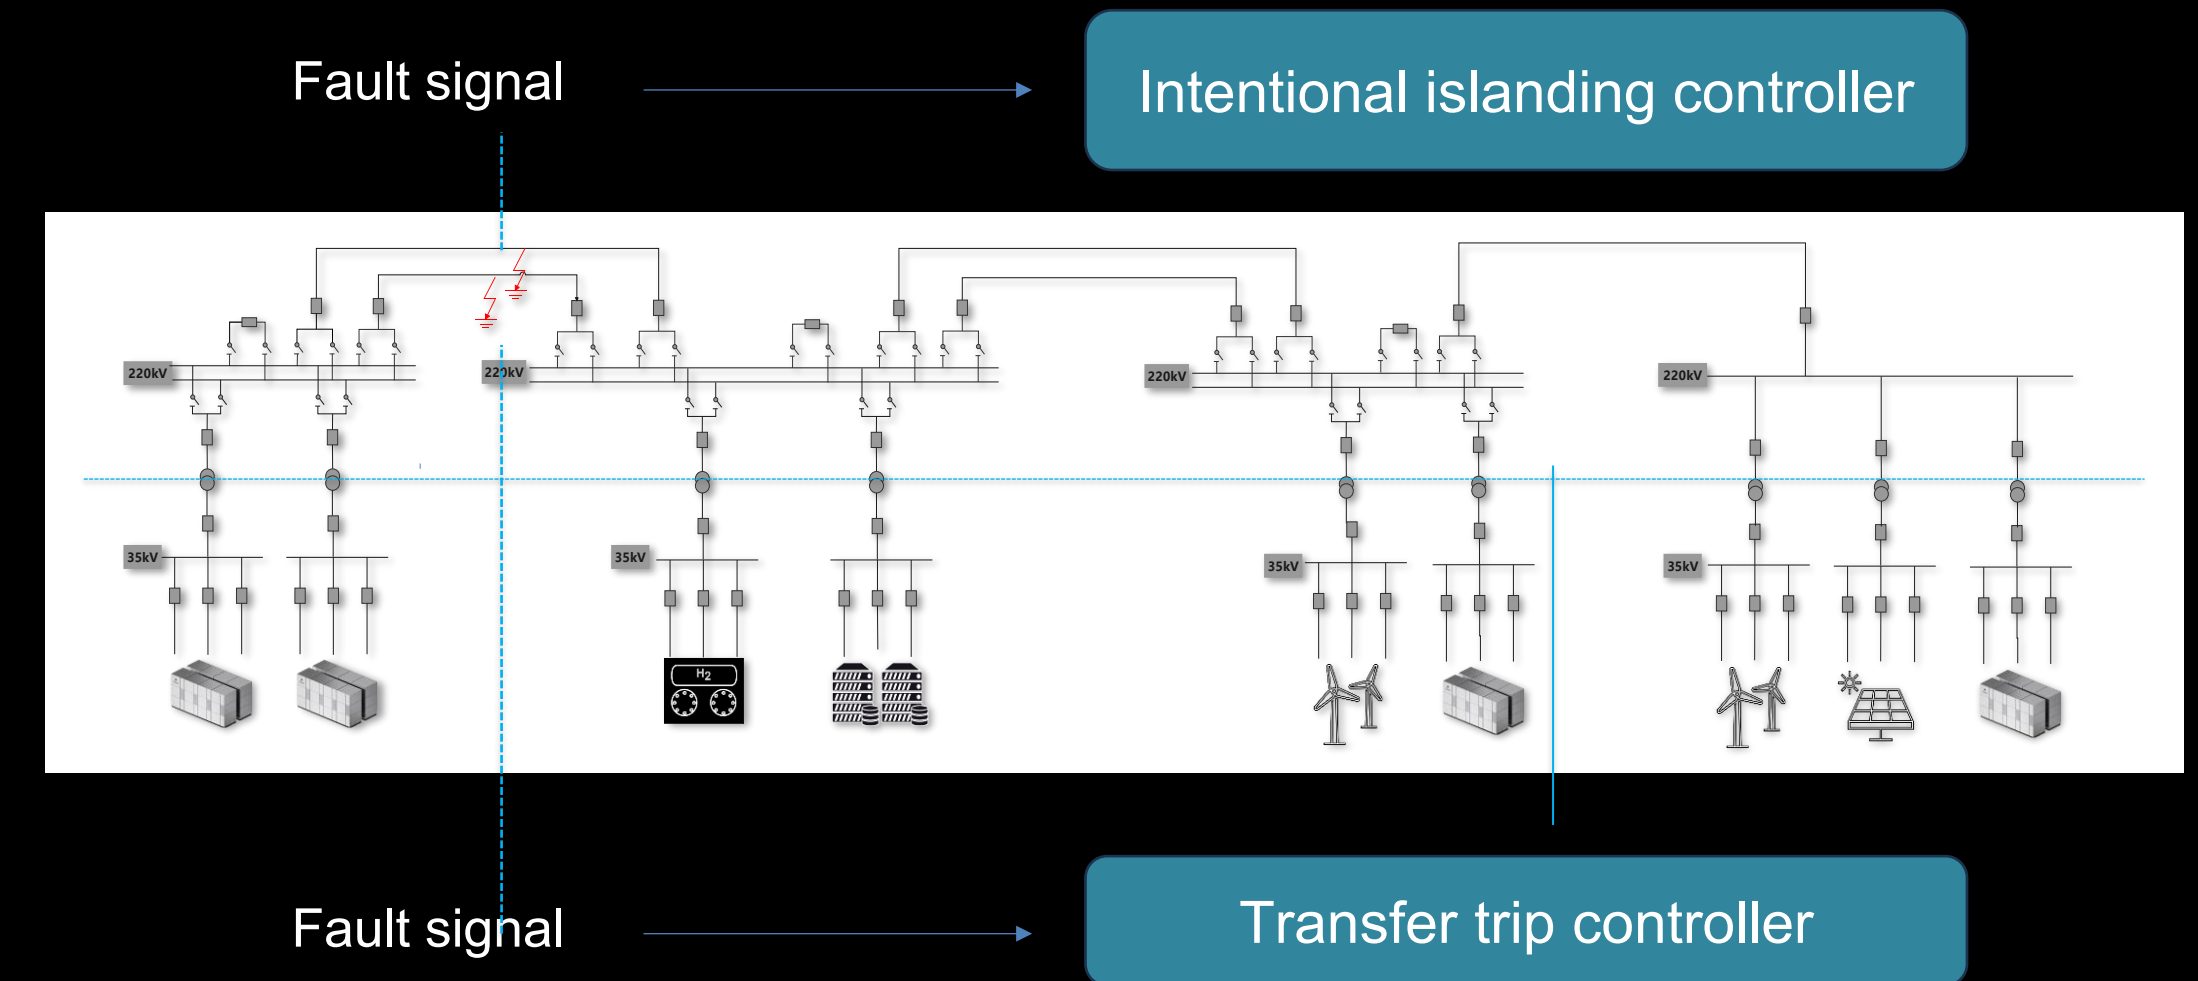 Fault signal
Intentional islanding controller
220kV
220kV
220kV
220kV
35kV
35kV
35kV
35kV
H2
Fault signal
Transfer trip controller